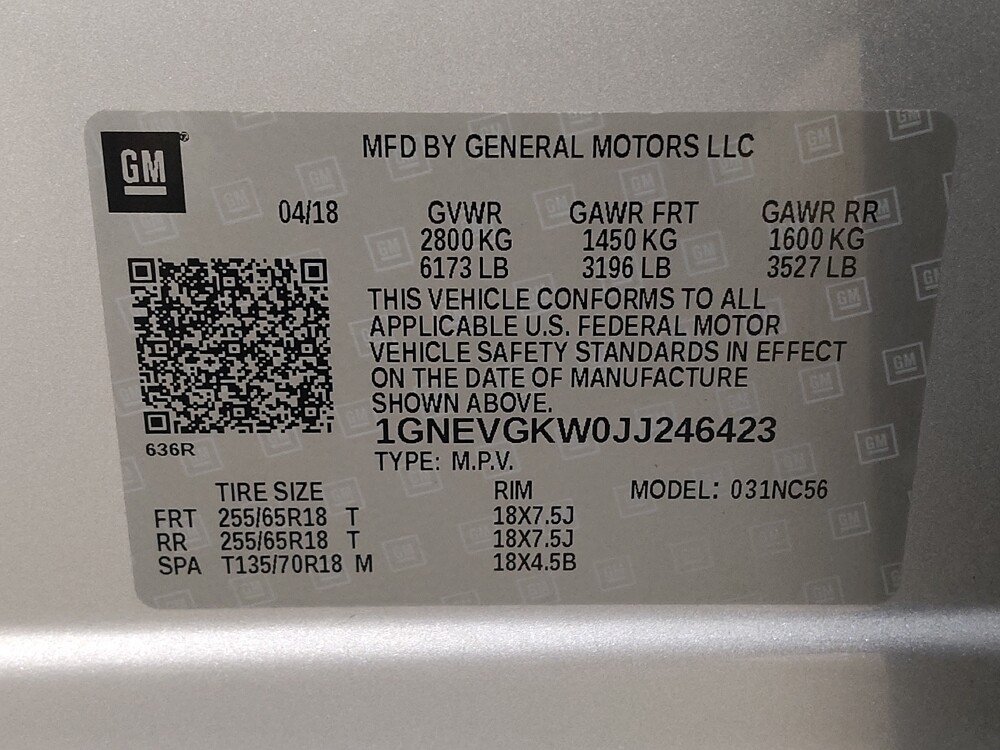 GM
MFD BY GENERAL MOTORS LLC
04/18 GVWR GAWR FRT GAWR RR
2800 KG 1450 KG 1600 KG
6173 LB 3196 LB 3527 LB
THIS VEHICLE CONFORMS TO ALL
APPLICABLE U.S. FEDERAL MOTOR
VEHICLE SAFETY STANDARDS IN EFFECT
ON THE DATE OF MANUFACTURE
SHOWN ABOVE.
1GNEVGKW0JJ246423
636R
TYPE: M.P.V.
TIRE SIZE RIM MODEL: 031NC56
FRT 255/65R18 T 18X7.5J
RR 255/65R18 T 18X7.5J
SPA T135/70R18 M 18X4.5B